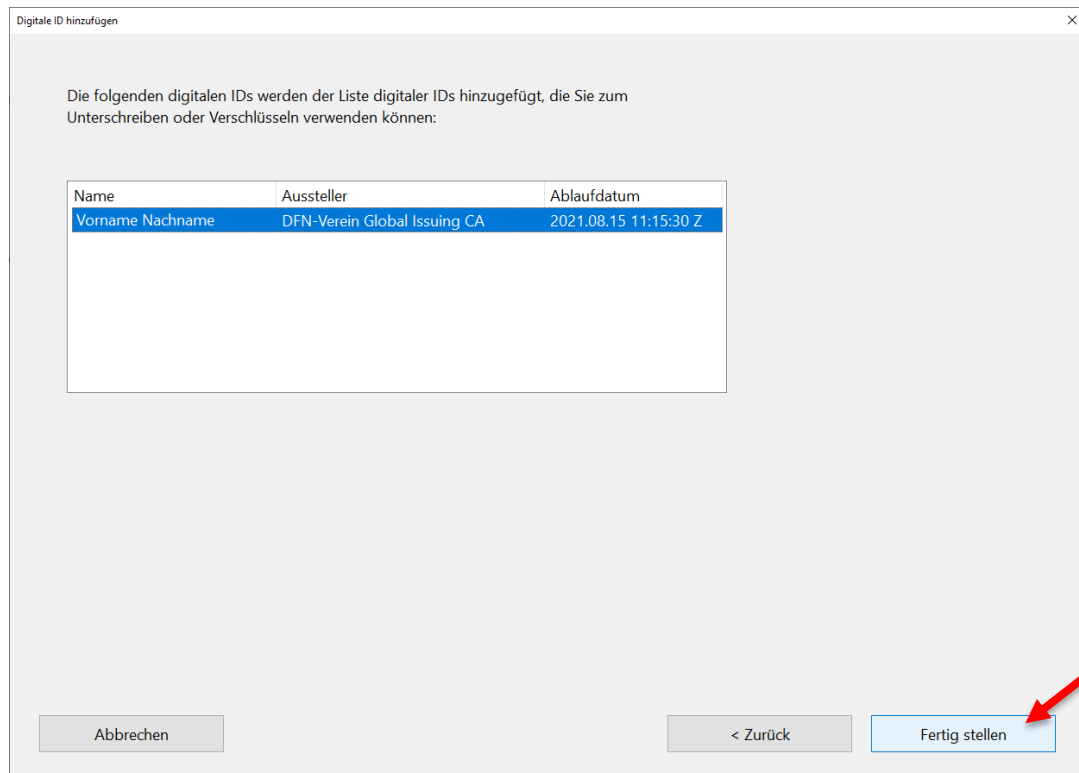 Digitale ID hinzufügen
Die folgenden digitalen IDs werden der Liste digitaler IDs hinzugefügt, die Sie zum
Unterschreiben oder Verschlüsseln verwenden können:
Name Aussteller Ablaufdatum
Vorname Nachname DFN-Verein Global Issuing CA 2021.08.15 11:15:30 Z
Abbrechen < Zurück Fertig stellen